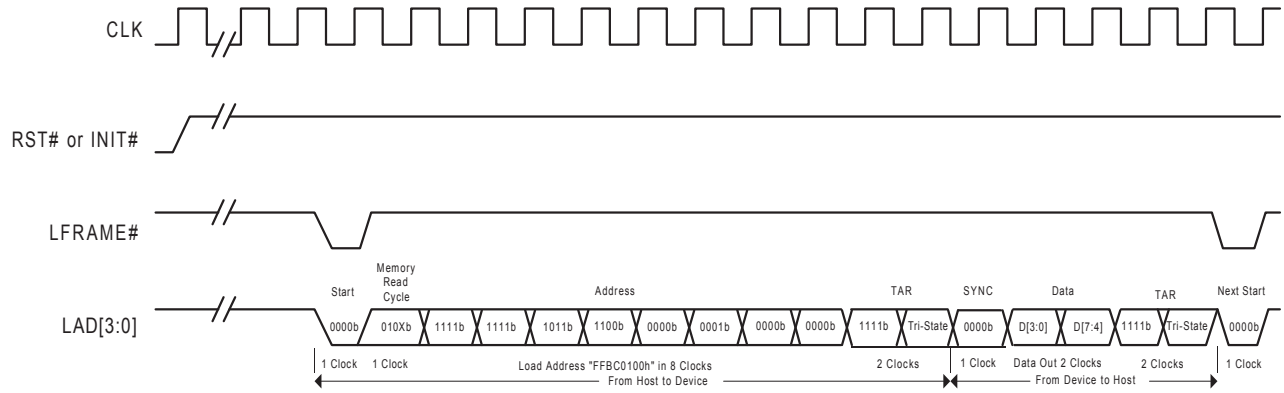 CLK
RST# or INIT#
LFRAME#
Memory
Read
Cycle
Start
Address
TAR
SYNC
Data
TAR
Next Start
LAD[3:0]
0000b 010Xb 1111b 1111b 1011b 1100b 0000b 0001b 0000b 0000b 1111b Tri-State 0000b D[3:0] D[7:4] 1111b Tri-State 0000b
1 Clock 1 Clock Load Address "FFBC0100h" in 8 Clocks 2 Clocks 1 Clock Data Out 2 Clocks 2 Clocks 1 Clock
From Host to Device From Device to Host